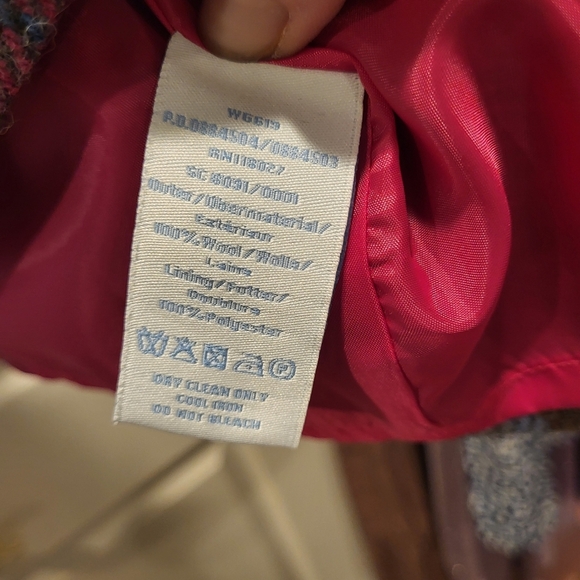 W6619
P.O.0884504/0884503
RN116027
SC 8091/0001
Outer/Obermaterial/
Extérieur
100%Wool/Wolle/
Laine
Lining/Futter/
Doublure
100%Polyester
P
DRY CLEAN ONLY
COOL IRON
DO NOT BLEACH